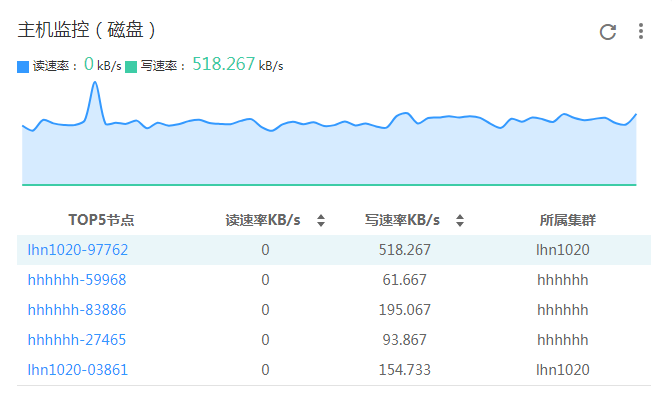 主机监控（磁盘）
读速率： 0 kB/s 写速率： 518.267 kB/s
TOP5节点 读速率KB/s 写速率KB/s 所属集群
lhn1020-97762 0 518.267 lhn1020
hhhhhh-59968 0 61.667 hhhhhh
hhhhhh-83886 0 195.067 hhhhhh
hhhhhh-27465 0 93.867 hhhhhh
lhn1020-03861 0 154.733 lhn1020